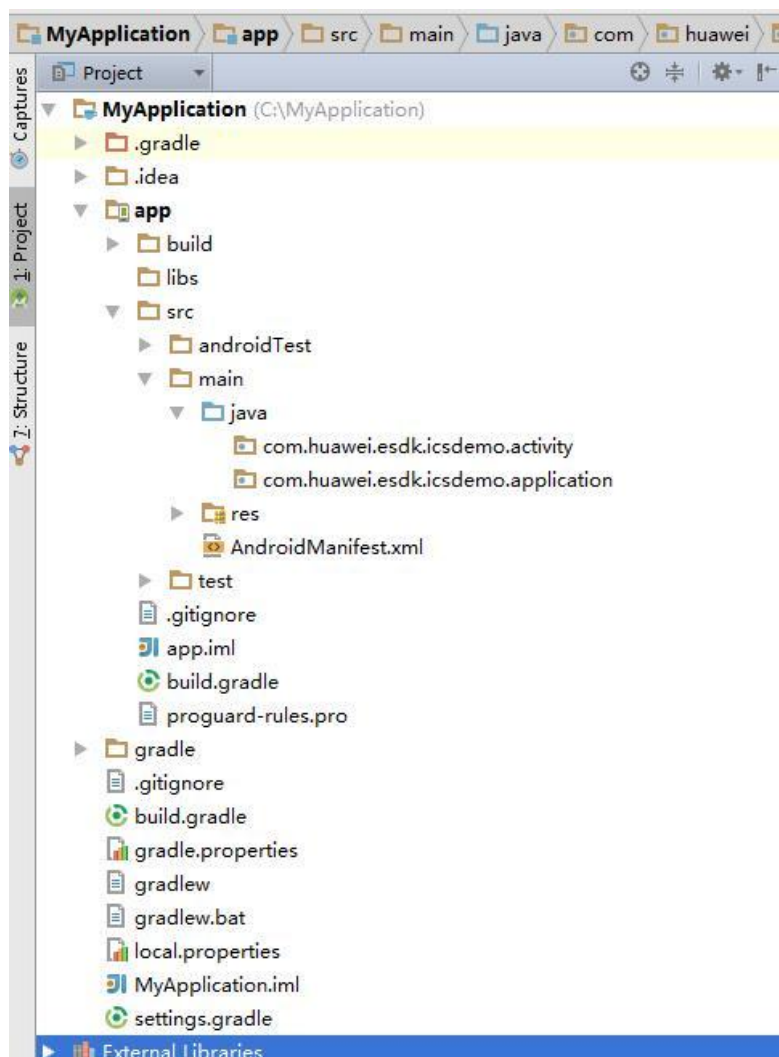 MyApplication app src main java com huawei
Captures
1: Project
7: Structure
Project
MyApplication (C:\MyApplication)
.gradle
.idea
app
build
libs
src
androidTest
main
java
com.huawei.esdk.icsdemo.activity
com.huawei.esdk.icsdemo.application
res
AndroidManifest.xml
test
.gitignore
app.iml
build.gradle
proguard-rules.pro
gradle
.gitignore
build.gradle
gradle.properties
gradlew
gradlew.bat
local.properties
MyApplication.iml
settings.gradle
External Libraries